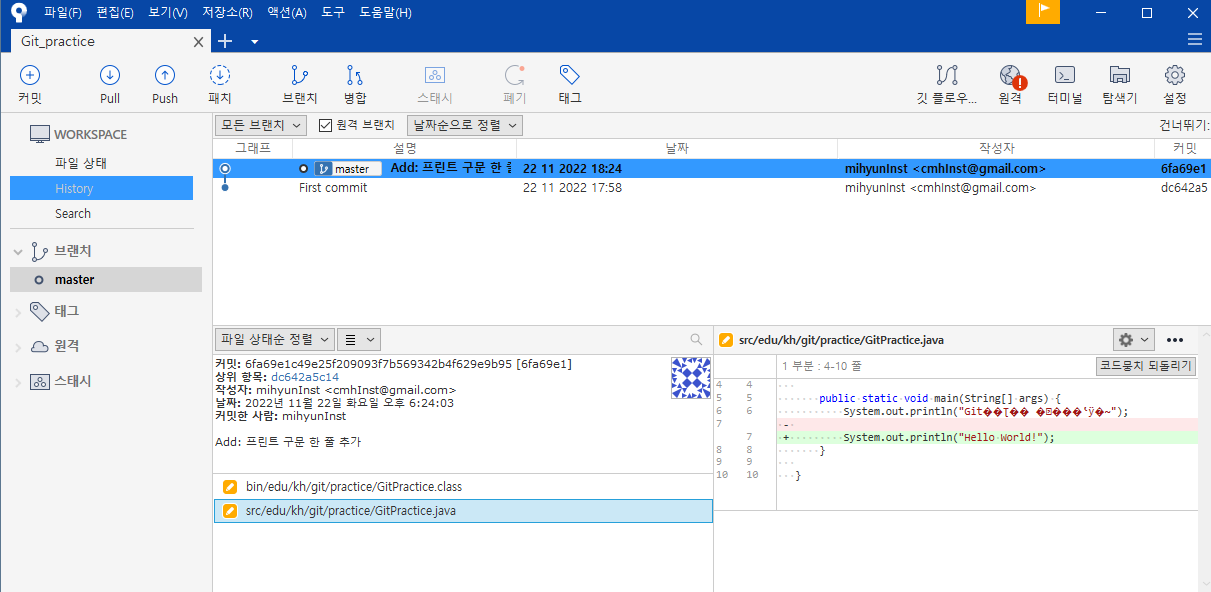 파일(F) 편집(E) 보기(V) 저장소(R) 액션(A) 도구 도움말(H)
Git_practice
커밋 Pull Push 패치 브랜치 병합 스태시 폐기 태그 깃 플로우... 원격 터미널 탐색기 설정
WORKSPACE
파일 상태
History
Search
브랜치
master
태그
원격
스태시
모든 브랜치 원격 브랜치 날짜순으로 정렬 건너뛰기:
그래프 설명 날짜 작성자 커밋
master Add: 프린트 구문 한 줄 22 11 2022 18:24 mihyunInst <cmhInst@gmail.com> 6fa69e1
First commit 22 11 2022 17:58 mihyunInst <cmhInst@gmail.com> dc642a5
파일 상태순 정렬
커밋: 6fa69e1c49e25f209093f7b569342b4f629e9b95 [6fa69e1]
상위 항목: dc642a5c14
작성자: mihyunInst <cmhInst@gmail.com>
날짜: 2022년 11월 22일 화요일 오후 6:24:03
커밋한 사람: mihyunInst
Add: 프린트 구문 한 줄 추가
bin/edu/kh/git/practice/GitPractice.class
src/edu/kh/git/practice/GitPractice.java
src/edu/kh/git/practice/GitPractice.java
1 부분 : 4-10 줄 코드뭉치 되돌리기
4 4
5 5 public static void main(String[] args) {
6 6 System.out.println("Git
7 -
7 + System.out.println("Hello World!");
8 8 }
9 9
10 10 }